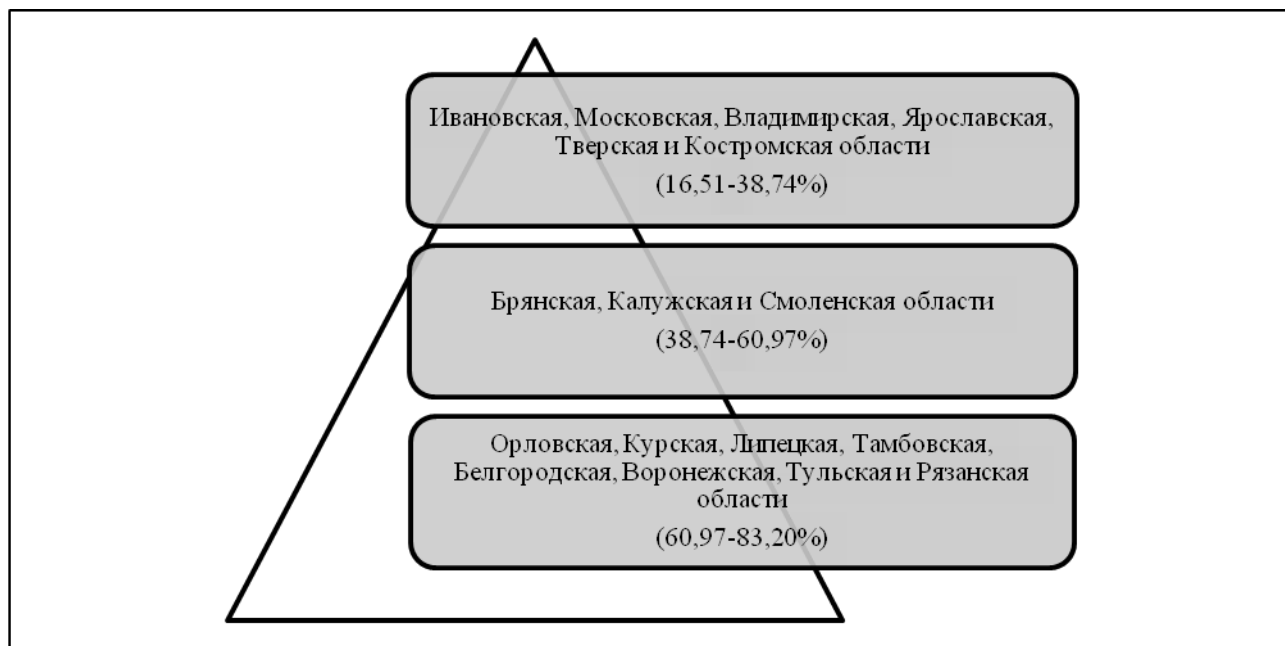 Ивановская, Московская, Владимирская, Ярославская,
Тверская и Костромская области
(16,51-38,74%)
Брянская, Калужская и Смоленская области
(38,74-60,97%)
Орловская, Курская, Липецкая, Тамбовская,
Белгородская, Воронежская, Тульская и Рязанская
области
(60,97-83,20%)